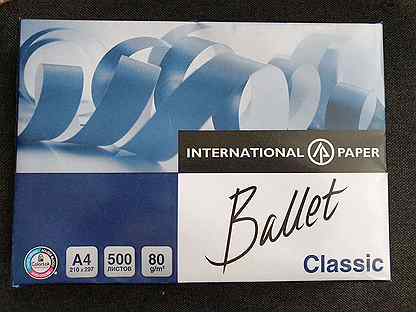 INTERNATIONAL PAPER
Ballet
Classic
A4
210 x 297
500
ЛИСТОВ
80
g/m²